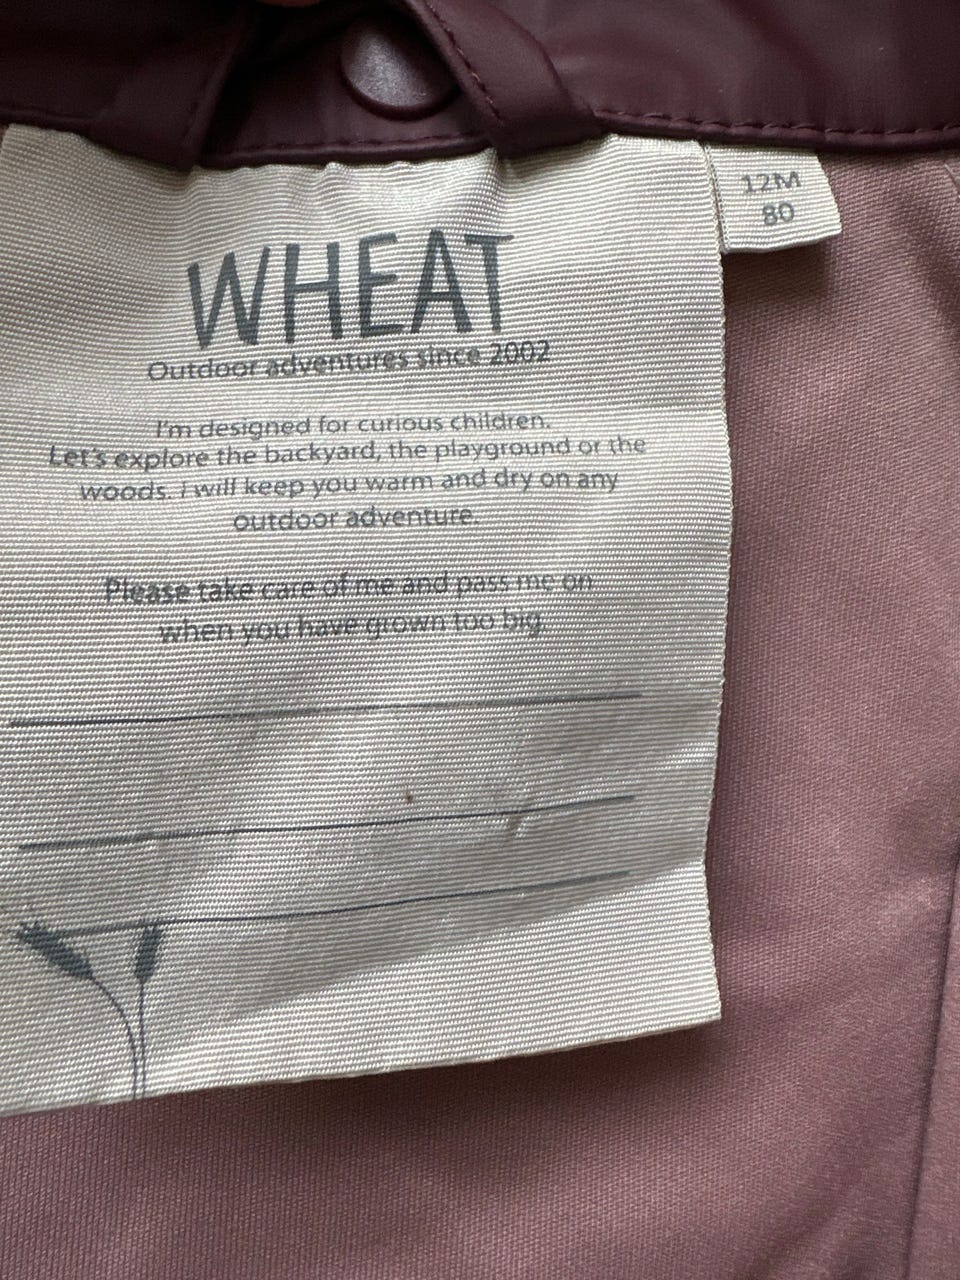 12M
80
WHEAT
Outdoor adventures since 2002
I'm designed for curious children.
Let's explore the backyard, the playground or the
woods. I will keep you warm and dry on any
outdoor adventure.
Please take care of me and pass me on
when you have grown too big.